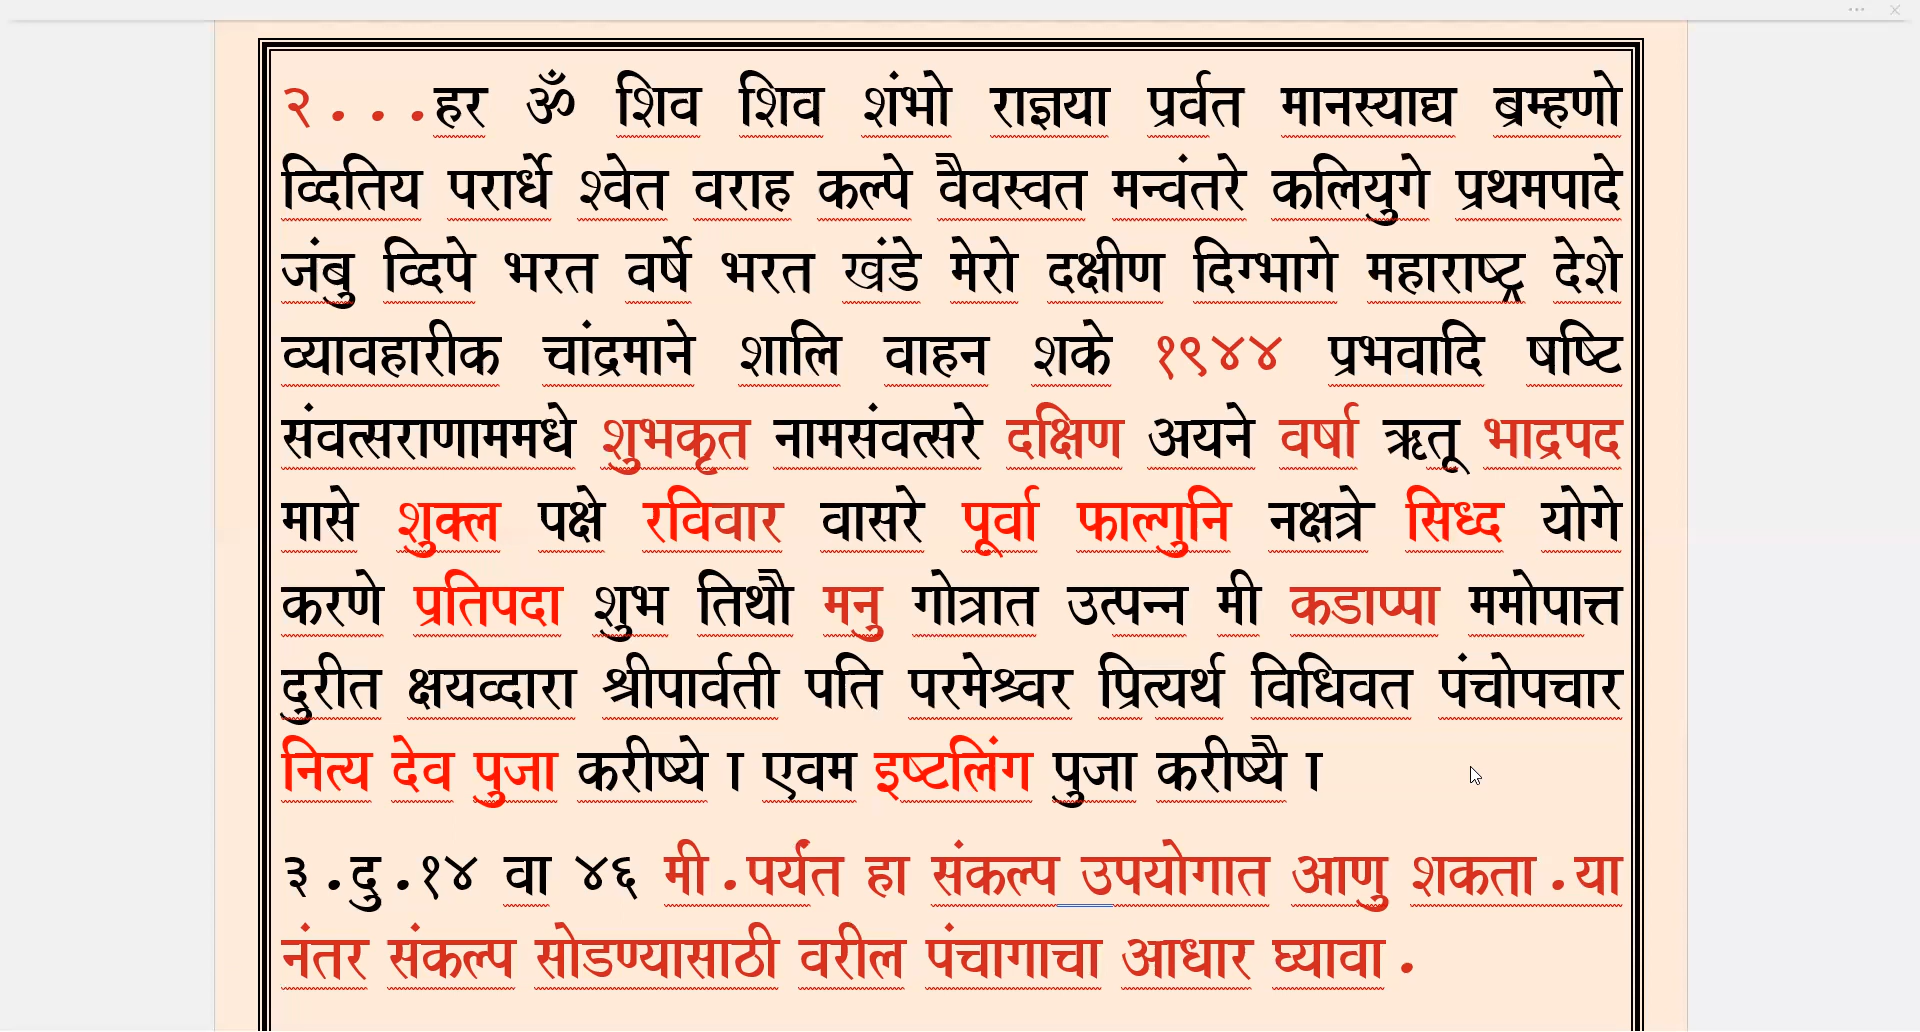 २...हर ॐ शिव शिव शंभो राज्ञया प्रर्वत मानस्याद्य ब्रम्हणो
व्दितिय परार्धे श्वेत वराह कल्पे वैवस्वत मन्वंतरे कलियुगे प्रथमपादे
जंबु व्दिपे भरत वर्षे भरत खंडे मेरो दक्षीण दिग्भागे महाराष्ट्र देशे
व्यावहारीक चांद्रमाने शालि वाहन शके १९४४ प्रभवादि षष्टि
संवत्सराणाममधे शुभकृत नामसंवत्सरे दक्षिण अयने वर्षा ऋतू भाद्रपद
मासे शुक्ल पक्षे रविवार वासरे पूर्वा फाल्गुनि नक्षत्रे सिध्द योगे
करणे प्रतिपदा शुभ तिथौ मनु गोत्रात उत्पन्न मी कडाप्पा ममोपात्त
दुरीत क्षयव्दारा श्रीपार्वती पति परमेश्र्वर प्रित्यर्थ विधिवत पंचोपचार
नित्य देव पुजा करीष्ये । एवम इष्टलिंग पुजा करीष्यै ।
३.दु.१४ वा ४६ मी.पर्यंत हा संकल्प उपयोगात आणु शकता.या
नंतर संकल्प सोडण्यासाठी वरील पंचागाचा आधार घ्यावा.